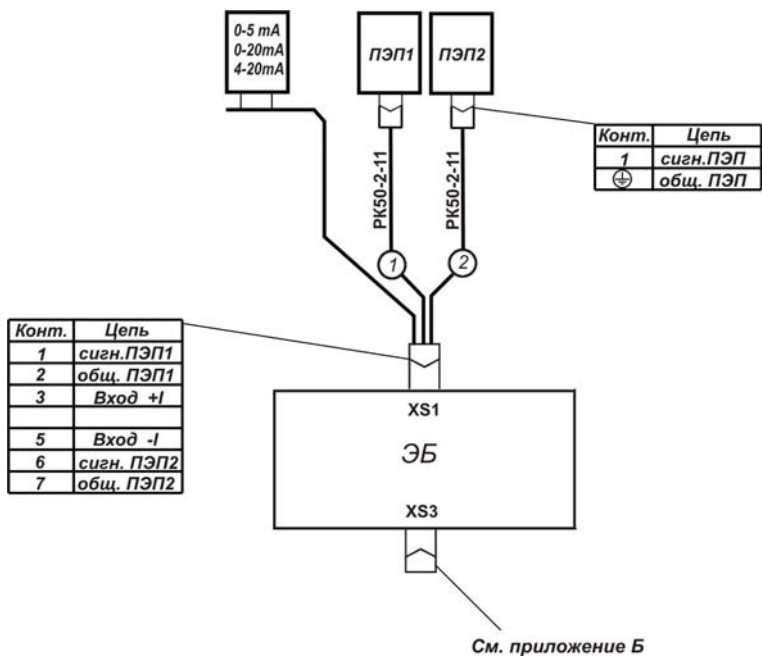 0-5 mA
0-20mA
4-20mA
ПЭП1
ПЭП2
РК50-2-11
РК50-2-11
Конт. Цепь
1 сигн.ПЭП
общ. ПЭП
1
2
Конт. Цепь
1 сигн.ПЭП1
2 общ. ПЭП1
3 Вход +I
5 Вход -I
6 сигн. ПЭП2
7 общ. ПЭП2
XS1
ЭБ
XS3
См. приложение Б